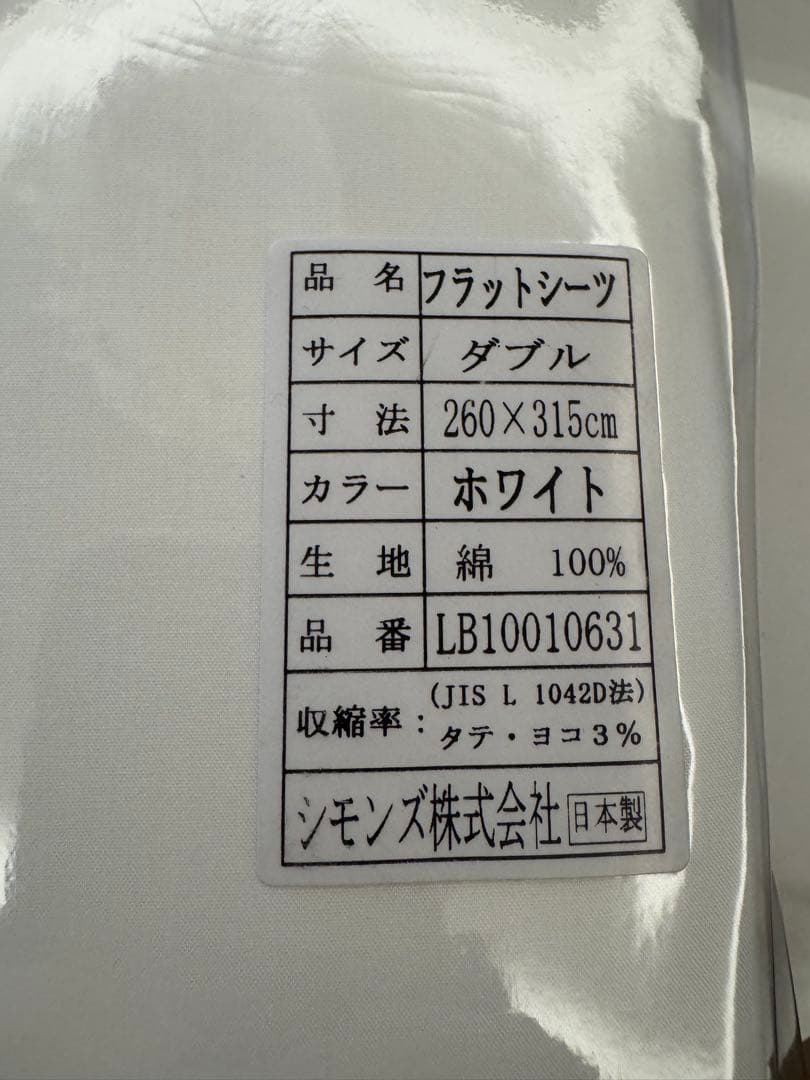 品 名 フラットシーツ
サイズ ダブル
寸 法 260×315cm
カラー ホワイト
生 地 綿 100%
品 番 LB10010631
収縮率： (JIS L 1042D法)
タテ・ヨコ3%
シモンズ株式会社 日本製